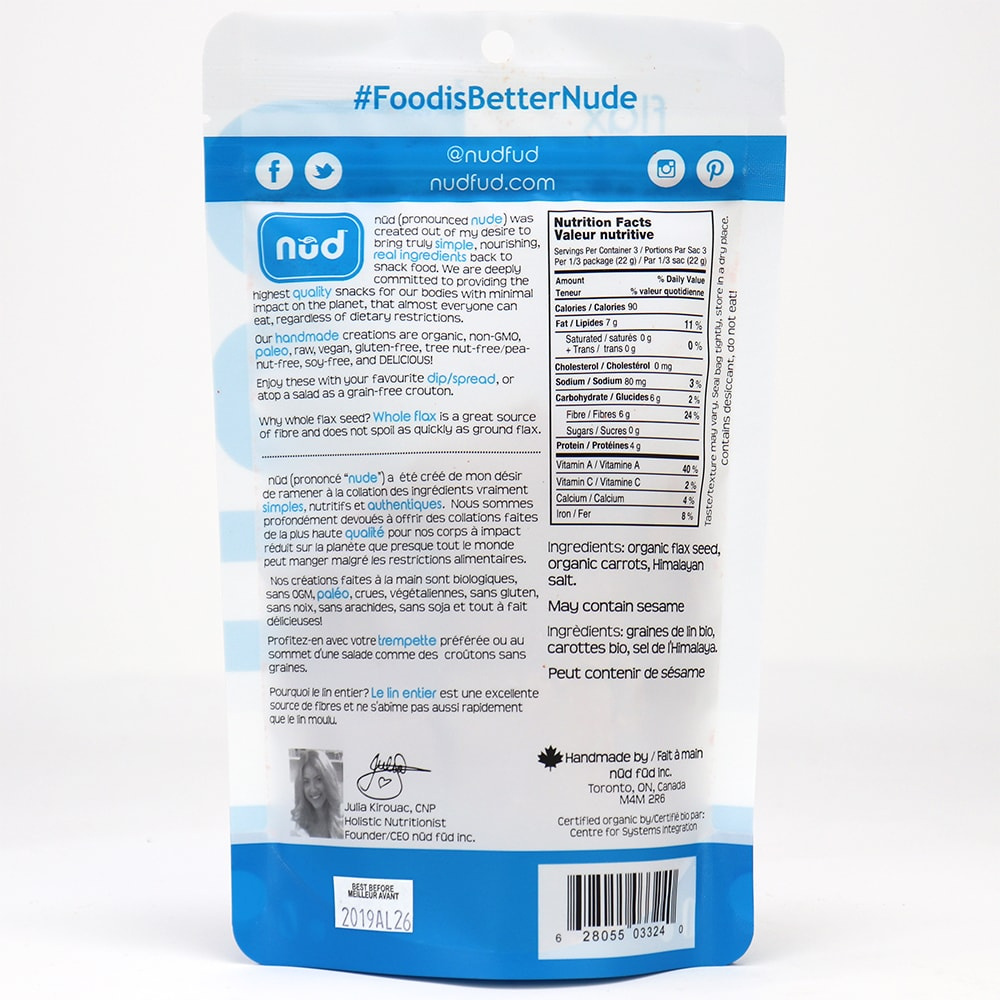 #FoodisBetterNude
@nudfud
nudfud.com
nūd
nūd (pronounced nude) was
created out of my desire to
bring truly simple, nourishing,
real ingredients back to
snack food. We are deeply
committed to providing the
highest quality snacks for our bodies with minimal
impact on the planet, that almost everyone can
eat, regardless of dietary restrictions.
Our handmade creations are organic, non-GMO,
paleo, raw, vegan, gluten-free, tree nut-free/pea-
nut-free, soy-free, and DELICIOUS!
Enjoy these with your favourite dip/spread, or
atop a salad as a grain-free crouton.
Why whole flax seed? Whole flax is a great source
of fibre and does not spoil as quickly as ground flax.
nūd (prononcé "nude") a été créé de mon désir
de ramener à la collation des ingrédients vraiment
simples, nutritifs et authentiques. Nous sommes
profondément devoués à offrir des collations faites
de la plus haute qualité pour nos corps à impact
réduit sur la planète que presque tout le monde
peut manger malgré les restrictions alimentaires.
Nos créations faites à la main sont biologiques,
sans OGM, paléo, crues, végétaliennes, sans gluten,
sans noix, sans arachides, sans soja et tout à fait
délicieuses!
Profitez-en avec votre trempette préférée ou au
sommet d'une salade comme des croûtons sans
graines.
Pourquoi le lin entier? Le lin entier est une excellente
source de fibres et ne s'abîme pas aussi rapidement
que le lin moulu.
Julia Kirouac, CNP
Holistic Nutritionist
Founder/CEO nūd fūd inc.
Nutrition Facts
Valeur nutritive
Servings Per Container 3 / Portions Par Sac 3
Per 1/3 package (22 g) / Par 1/3 sac (22 g)
Amount % Daily Value
Teneur % valeur quotidienne
Calories / Calories 90
Fat / Lipides 7 g 11 %
Saturated / saturés 0 g
+ Trans / trans 0 g 0 %
Cholesterol / Cholestérol 0 mg
Sodium / Sodium 80 mg 3 %
Carbohydrate / Glucides 6 g 2 %
Fibre / Fibres 6 g 24 %
Sugars / Sucres 0 g
Protein / Protéines 4 g
Vitamin A / Vitamine A 40 %
Vitamin C / Vitamine C 2 %
Calcium / Calcium 4 %
Iron / Fer 8 %
Taste/texture may vary. Seal bag tightly, store in a dry place.
contains desiccant, do not eat!
Ingredients: organic flax seed,
organic carrots, Himalayan
salt.
May contain sesame
Ingrèdients: graines de lin bio,
carottes bio, sel de l'Himalaya.
Peut contenir de sésame
Handmade by / Fait à main
nūd fūd Inc.
Toronto, ON, Canada
M4M 2R6
Certified organic by/Certifié bio par:
Centre for Systems Integration
BEST BEFORE
MEILLEUR AVANT
2019AL26
6 28055 03324 0